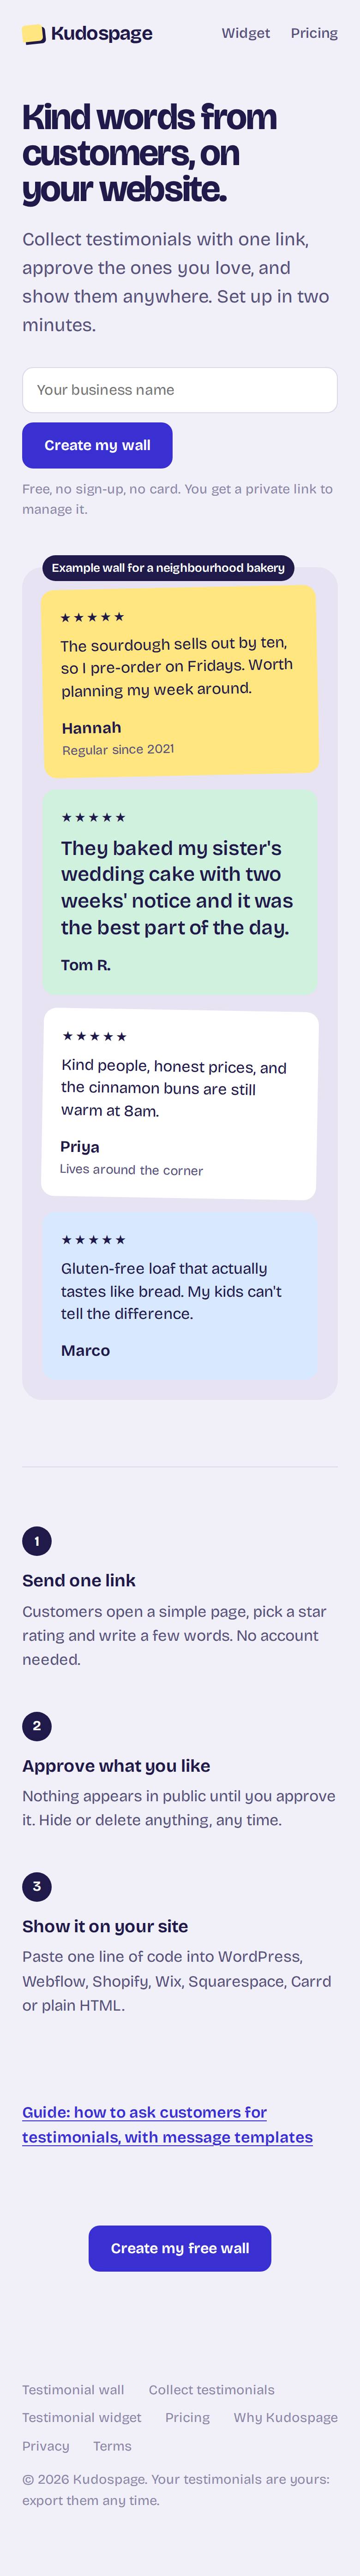 Kudospage
Widget
Pricing
Kind words from
customers, on
your website.
Collect testimonials with one link,
approve the ones you love, and
show them anywhere. Set up in two
minutes.
Your business name
Create my wall
Free, no sign-up, no card. You get a private link to
manage it.
Example wall for a neighbourhood bakery
★★★★★
The sourdough sells out by ten,
so I pre-order on Fridays. Worth
planning my week around.
Hannah
Regular since 2021
★★★★★
They baked my sister's
wedding cake with two
weeks' notice and it was
the best part of the day.
Tom R.
★★★★★
Kind people, honest prices, and
the cinnamon buns are still
warm at 8am.
Priya
Lives around the corner
★★★★★
Gluten-free loaf that actually
tastes like bread. My kids can't
tell the difference.
Marco
1
Send one link
Customers open a simple page, pick a star
rating and write a few words. No account
needed.
2
Approve what you like
Nothing appears in public until you approve
it. Hide or delete anything, any time.
3
Show it on your site
Paste one line of code into WordPress,
Webflow, Shopify, Wix, Squarespace, Carrd
or plain HTML.
Guide: how to ask customers for
testimonials, with message templates
Create my free wall
Testimonial wall Collect testimonials
Testimonial widget Pricing Why Kudospage
Privacy Terms
© 2026 Kudospage. Your testimonials are yours:
export them any time.